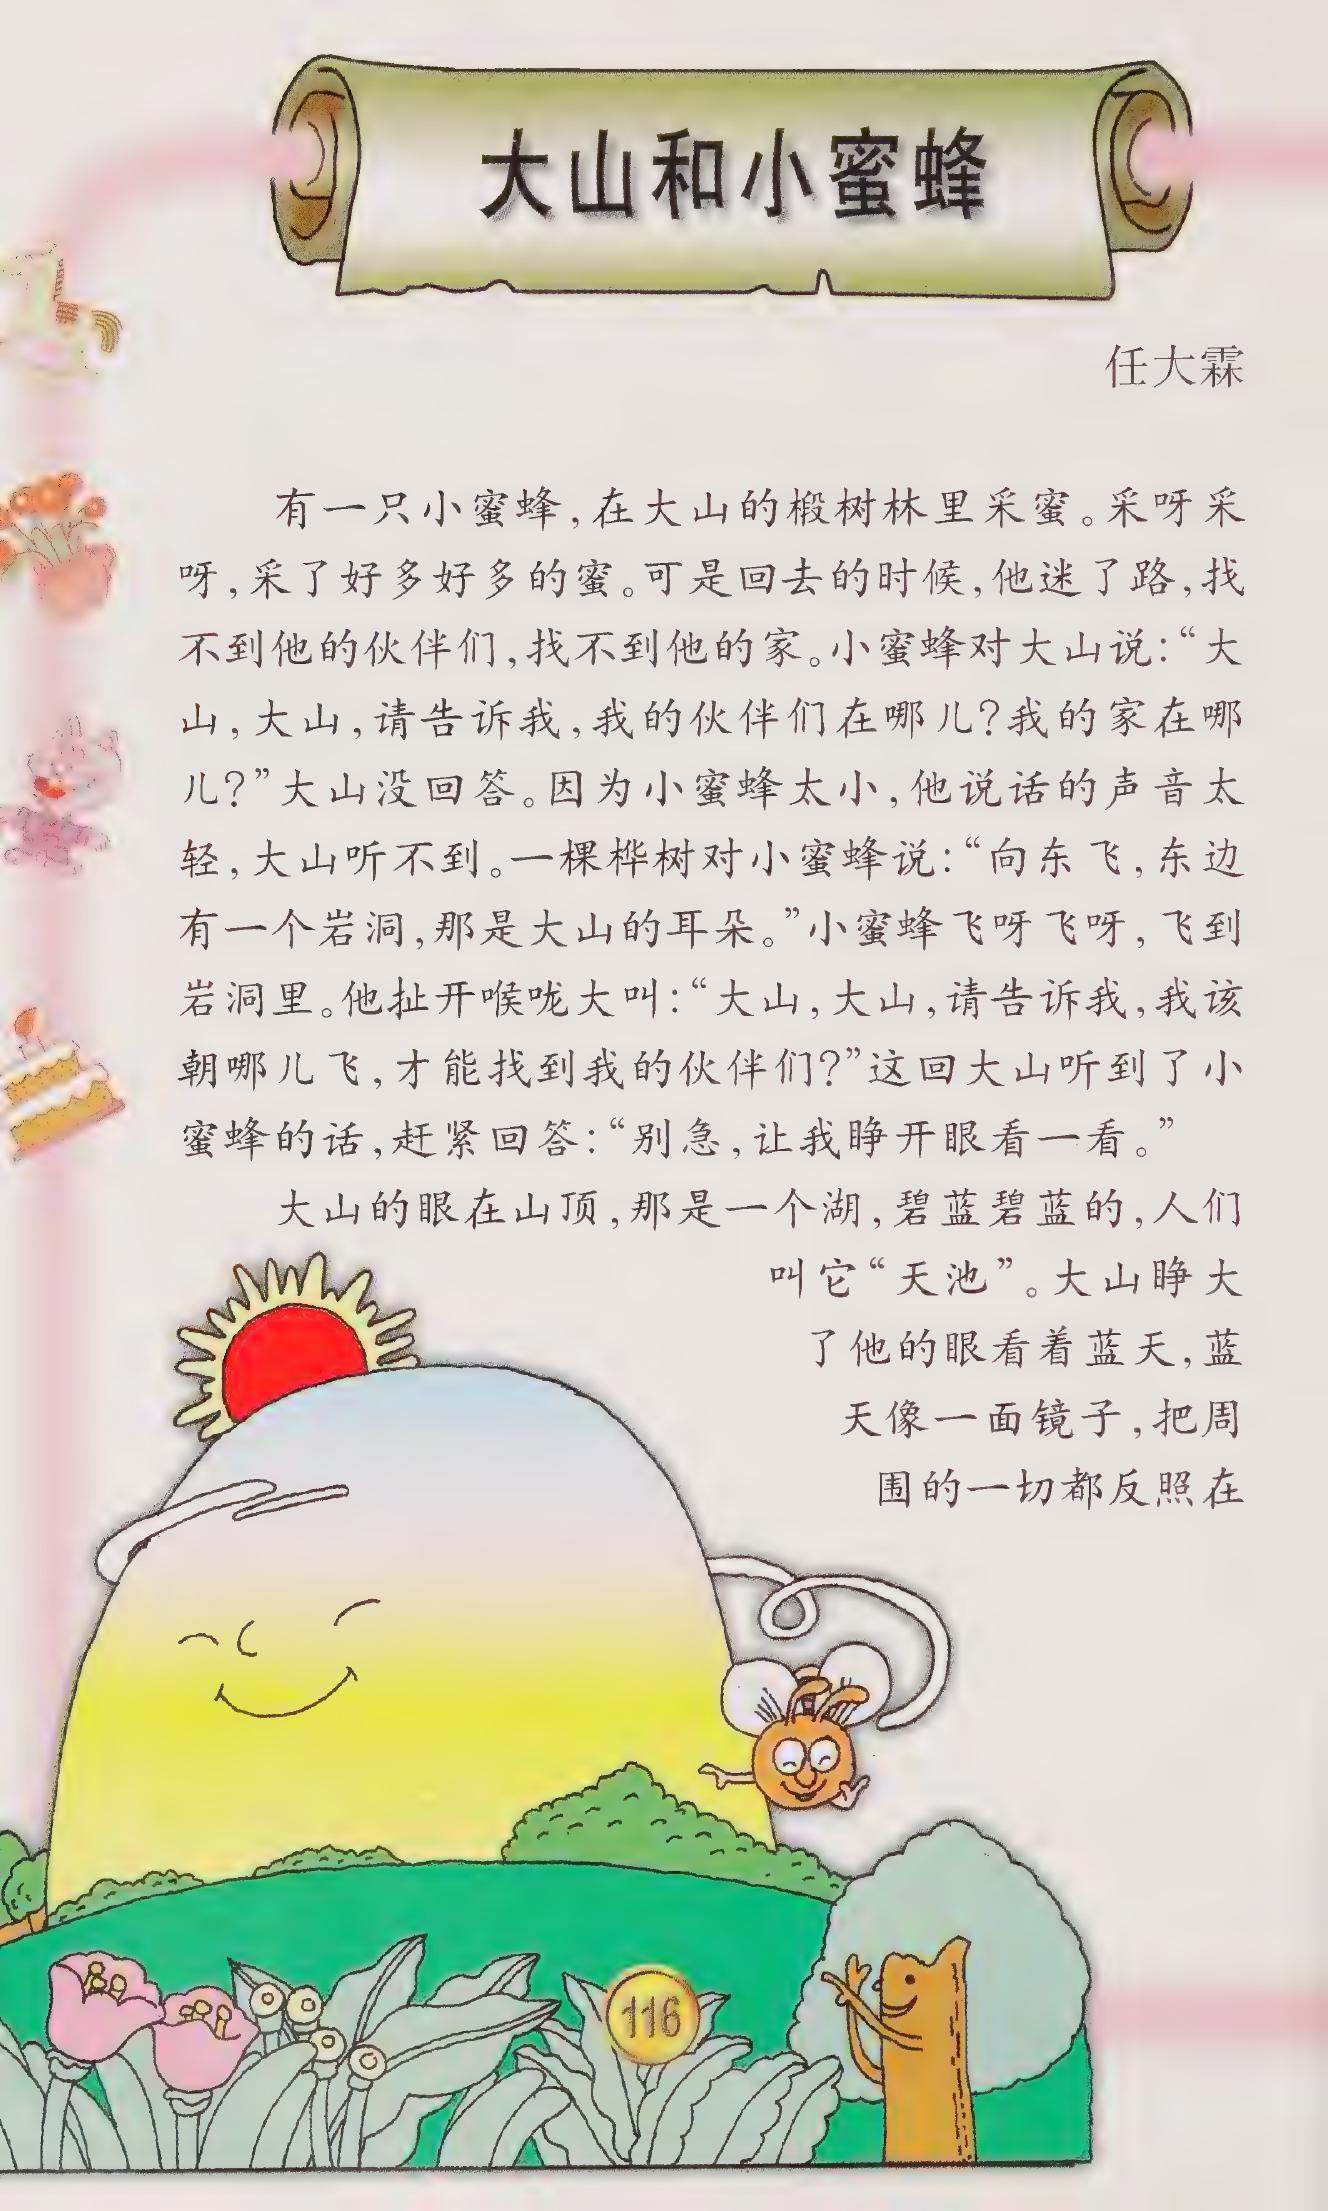 大山和小蜜蜂
任大霖
有一只小蜜蜂,在大山的椴树林里采蜜。采呀采
呀,采了好多好多的蜜。可是回去的时候,他迷了路,找
不到他的伙伴们,找不到他的家。小蜜蜂对大山说:“大
山,大山,请告诉我,我的伙伴们在哪儿?我的家在哪
儿?”大山没回答。因为小蜜蜂太小,他说话的声音太
轻,大山听不到。一棵桦树对小蜜蜂说:“向东飞,东边
有一个岩洞,那是大山的耳朵。”小蜜蜂飞呀飞呀,飞到
岩洞里。他扯开喉咙大叫:“大山,大山,请告诉我,我该
朝哪儿飞,才能找到我的伙伴们?”这回大山听到了小
蜜蜂的话,赶紧回答:“别急,让我睁开眼看一看。”
大山的眼在山顶,那是一个湖,碧蓝碧蓝的,人们
叫它“天池”。大山睁大
了他的眼看着蓝天,蓝
天像一面镜子,把周
围的一切都反照在
116